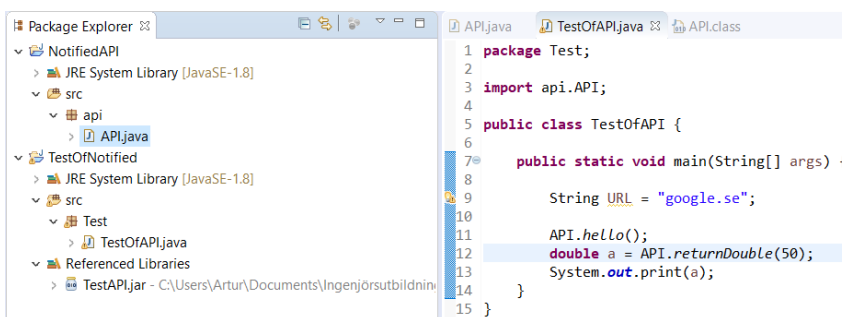 Package Explorer
NotifiedAPI
JRE System Library [JavaSE-1.8]
src
api
API.java
TestOfNotified
JRE System Library [JavaSE-1.8]
src
Test
TestOfAPI.java
Referenced Libraries
TestAPI.jar - C:\Users\Artur\Documents\Ingenjörsutbildnin
API.java TestOfAPI.java API.class
1 package Test;
2
3 import api.API;
4
5 public class TestOfAPI {
6
7 public static void main(String[] args) {
8
9 String URL = "google.se";
10
11 API.hello();
12 double a = API.returnDouble(50);
13 System.out.print(a);
14 }
15 }